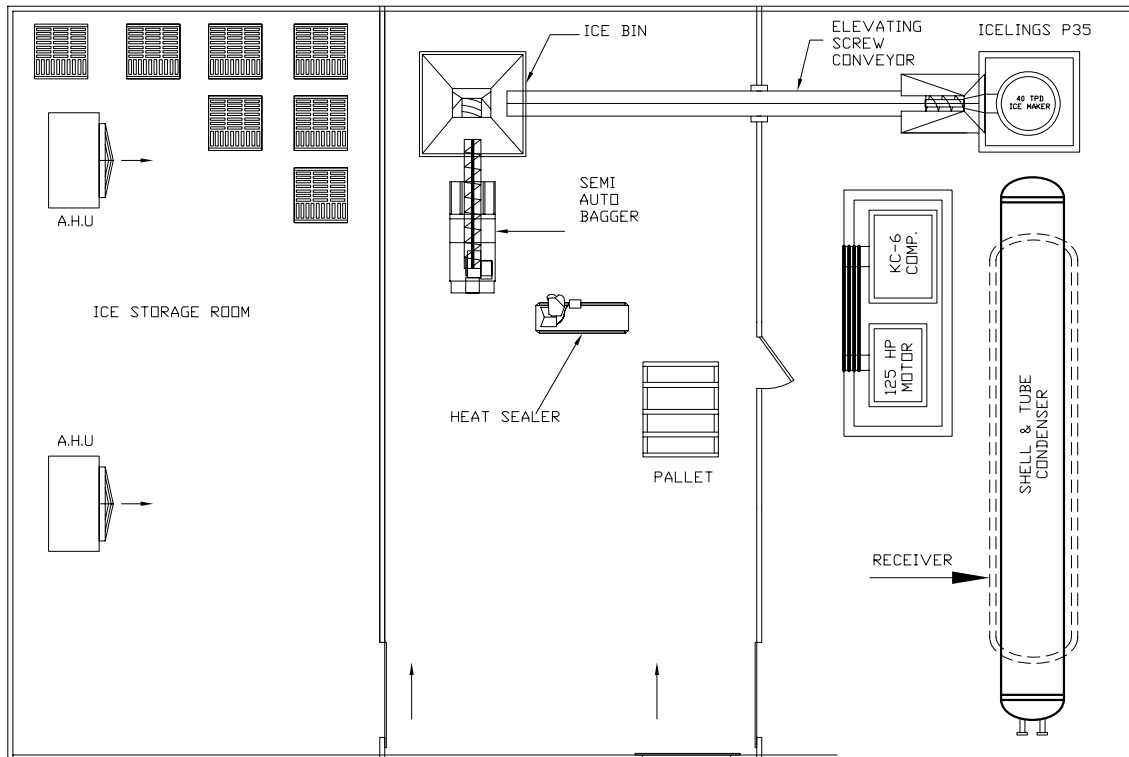 ICE BIN
ELEVATING
SCREW
CONVEYOR
ICELINGS P35
40 TPD
ICE MAKER
A.H.U
SEMI
AUTO
BAGGER
KC-6
COMP.
ICE STORAGE ROOM
125 HP
MOTOR
HEAT SEALER
A.H.U
PALLET
SHELL & TUBE
CONDENSER
RECEIVER